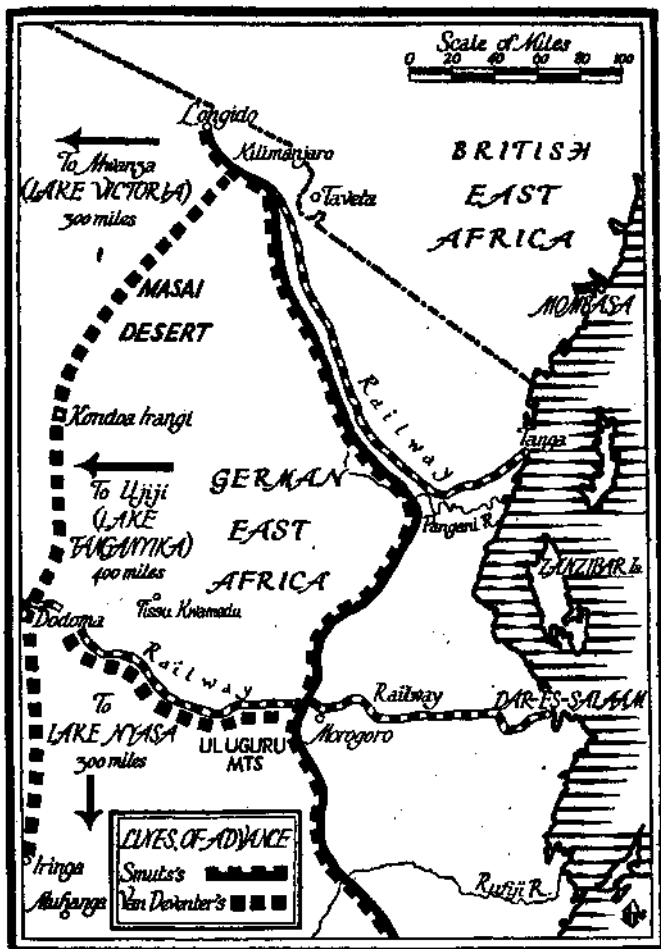 Scale of Miles
0 20 40 60 80 100
Longido
Kilimanjaro
Taveta
BRITISH
EAST
AFRICA
To Mwanza
(LAKE VICTORIA)
300 miles
MASAI
DESERT
MOMBASA
Kondoa Irangi
Railway
Tanga
To Ujiji
(LAKE
TANGANYIKA)
400 miles
GERMAN
EAST
AFRICA
Pangani R.
ZANZIBAR Is.
Dodoma
Tissu Kwamedu
Railway
Railway
DAR-ES-SALAAM
To
LAKE NYASA
300 miles
ULUGURU
MTS
Morogoro
LINES OF ADVANCE
Smuts's
Van Deventer's
Iringa
Rufiji R.